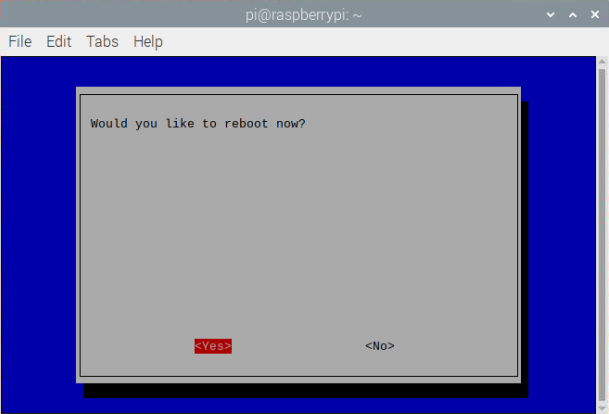 pi@raspberrypi: ~
File Edit Tabs Help
Would you like to reboot now?
<Yes> <No>